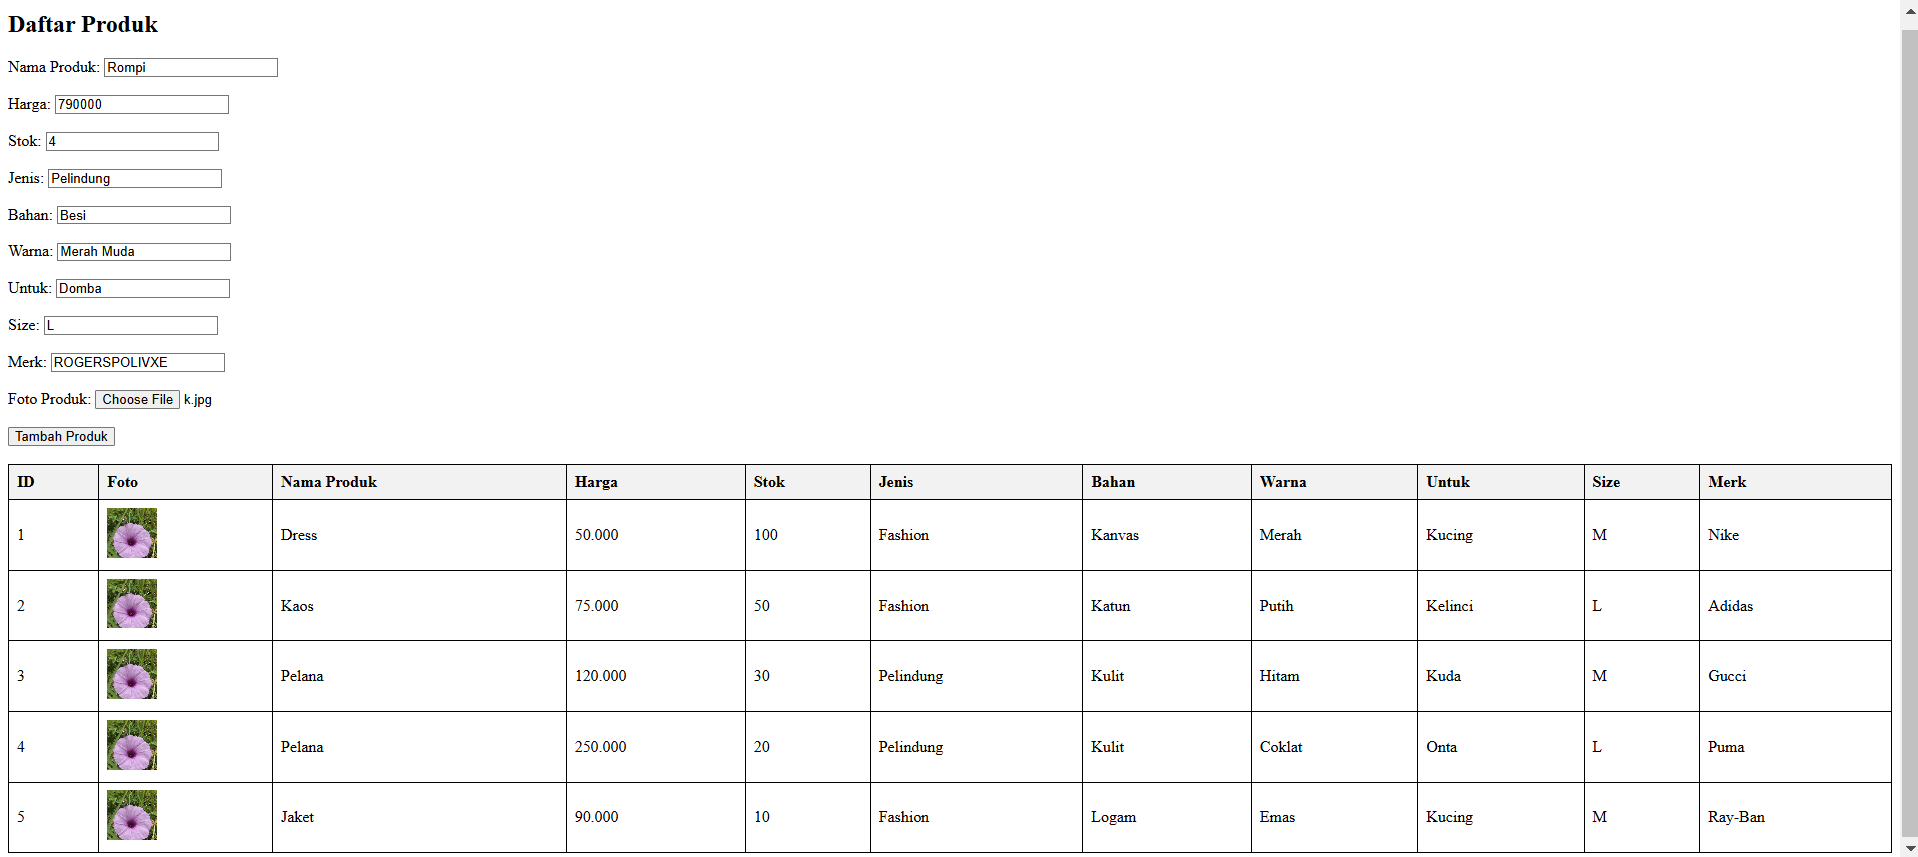 Daftar Produk
Nama Produk: Rompi
Harga: 790000
Stok: 4
Jenis: Pelindung
Bahan: Besi
Warna: Merah Muda
Untuk: Domba
Size: L
Merk: ROGERSPOLIVXE
Foto Produk: Choose File k.jpg
Tambah Produk
ID Foto Nama Produk Harga Stok Jenis Bahan Warna Untuk Size Merk
1 Dress 50.000 100 Fashion Kanvas Merah Kucing M Nike
2 Kaos 75.000 50 Fashion Katun Putih Kelinci L Adidas
3 Pelana 120.000 30 Pelindung Kulit Hitam Kuda M Gucci
4 Pelana 250.000 20 Pelindung Kulit Coklat Onta L Puma
5 Jaket 90.000 10 Fashion Logam Emas Kucing M Ray-Ban